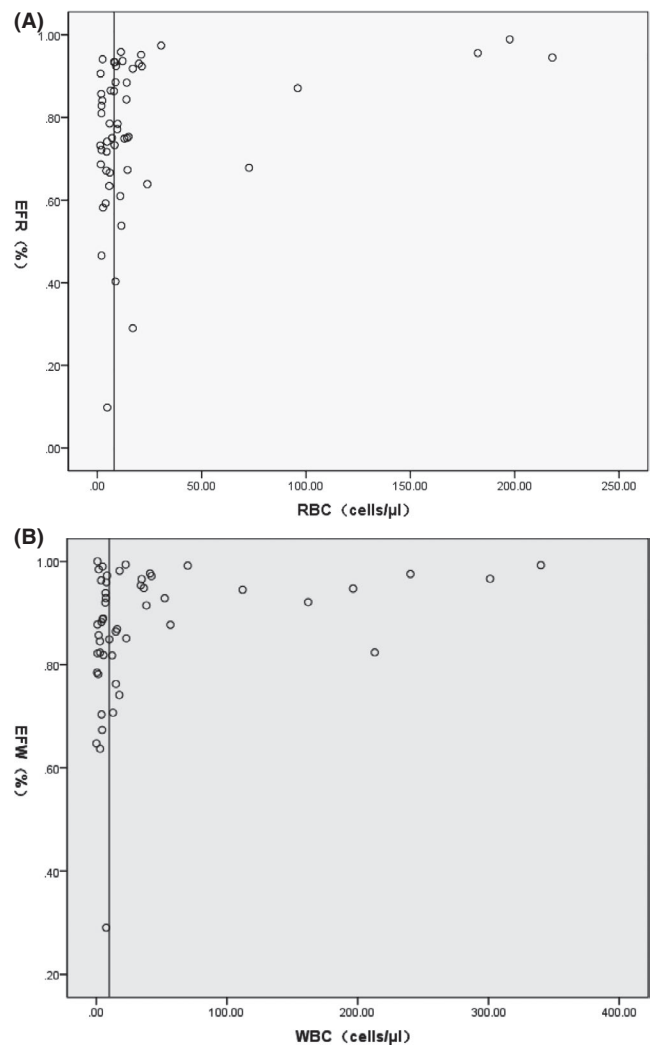 (A)
1.00
.80
.60
.40
.20
.00
EFR (%)
.00 50.00 100.00 150.00 200.00 250.00
RBC (cells/μl)
(B)
1.00
.80
.60
.40
.20
EFW (%)
.00 100.00 200.00 300.00 400.00
WBC (cells/μl)